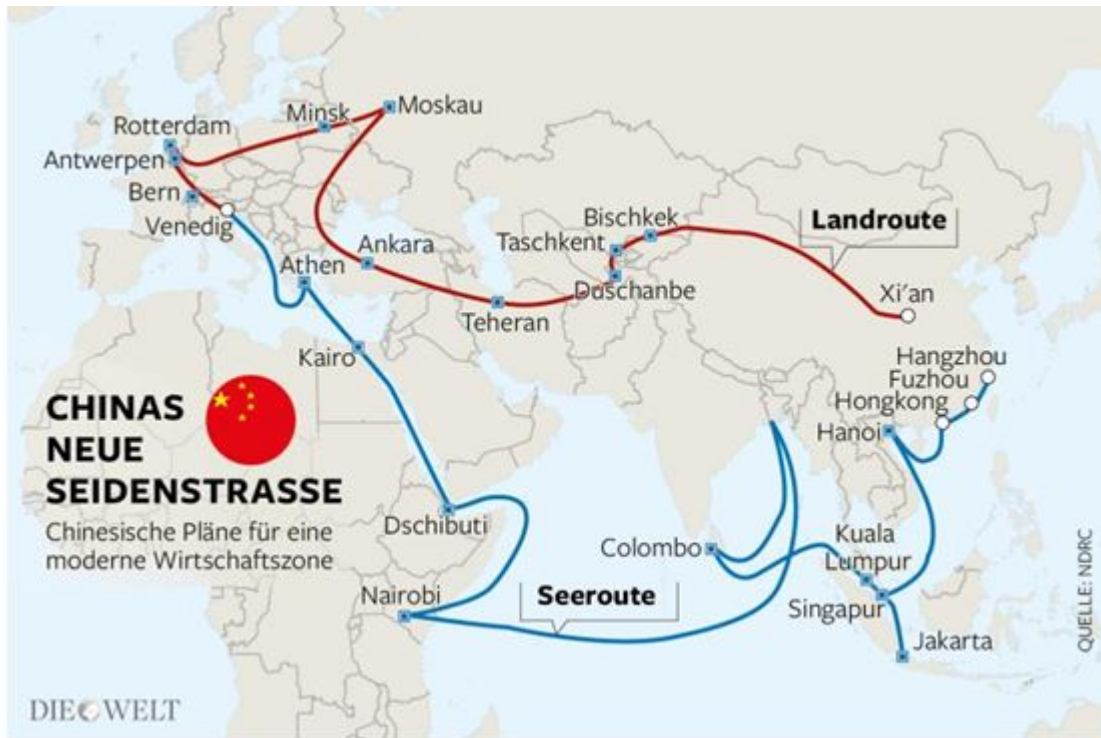 Moskau
Minsk
Rotterdam
Antwerpen
Bern
Venedig
Athen
Ankara
Teheran
Bischkek
Taschkent
Duschanbe
Landroute
Xi’an
Hangzhou
Fuzhou
Hongkong
Hanoi
Kairo
CHINAS
NEUE
SEIDENSTRASSE
Chinesische Pläne für eine
moderne Wirtschaftszone
Dschibuti
Nairobi
Seeroute
Colombo
Kuala
Lumpur
Singapur
Jakarta
QUELLE: NDRC
DIE WELT